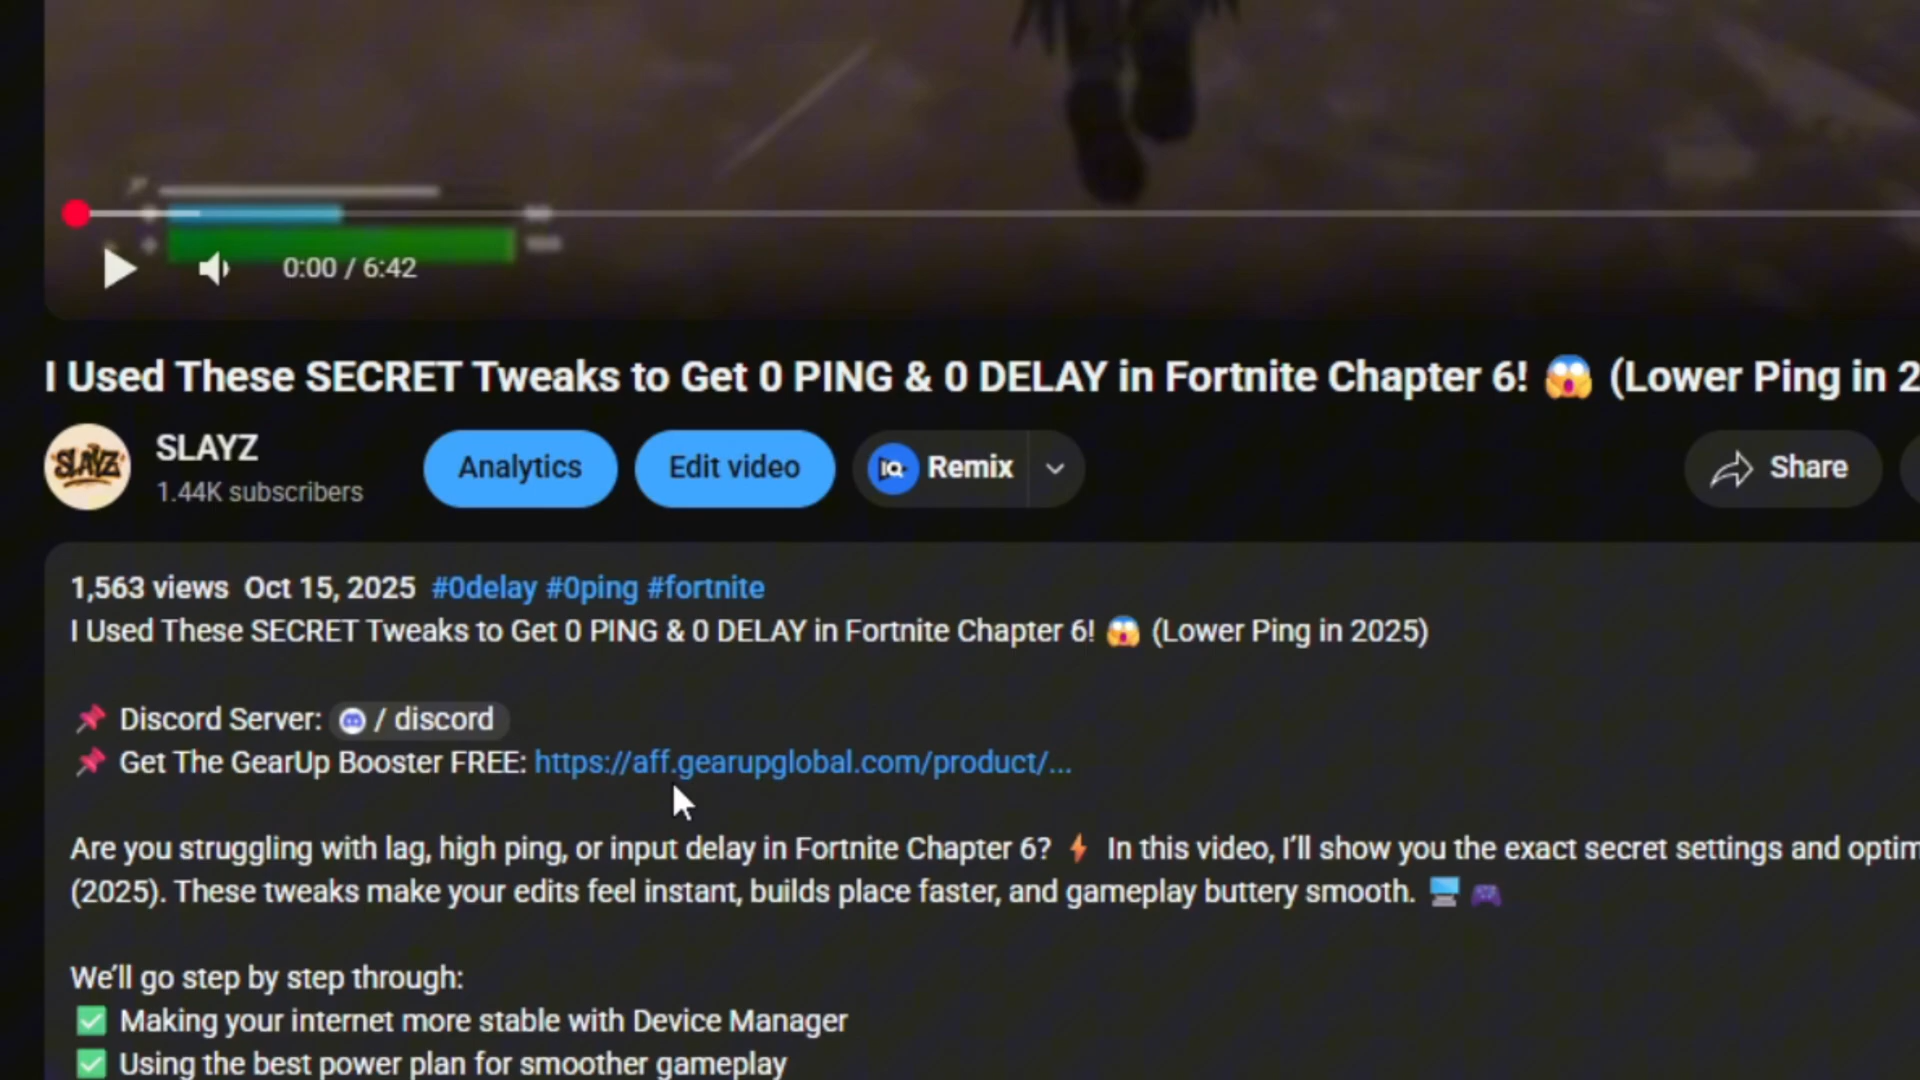 0:00 / 6:42
I Used These SECRET Tweaks to Get 0 PING & 0 DELAY in Fortnite Chapter 6! 😱 (Lower Ping in 2
SLAYZ
SLAYZ
1.44K subscribers
Analytics
Edit video
IQ
Remix
Share
1,563 views Oct 15, 2025 #0delay #0ping #fortnite
I Used These SECRET Tweaks to Get 0 PING & 0 DELAY in Fortnite Chapter 6! 😱 (Lower Ping in 2025)
📌 Discord Server: / discord
📌 Get The GearUp Booster FREE: https://aff.gearupglobal.com/product/...
Are you struggling with lag, high ping, or input delay in Fortnite Chapter 6? ⚡ In this video, I'll show you the exact secret settings and optim
(2025). These tweaks make your edits feel instant, builds place faster, and gameplay buttery smooth. 🖥️ 🎮
We'll go step by step through:
✅ Making your internet more stable with Device Manager
✅ Using the best power plan for smoother gameplay